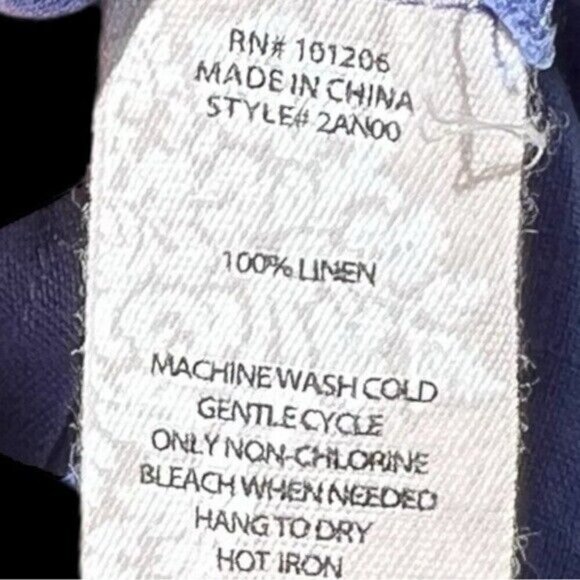 RN# 101206
MADE IN CHINA
STYLE# 2AN00
100% LINEN
MACHINE WASH COLD
GENTLE CYCLE
ONLY NON-CHLORINE
BLEACH WHEN NEEDED
HANG TO DRY
HOT IRON